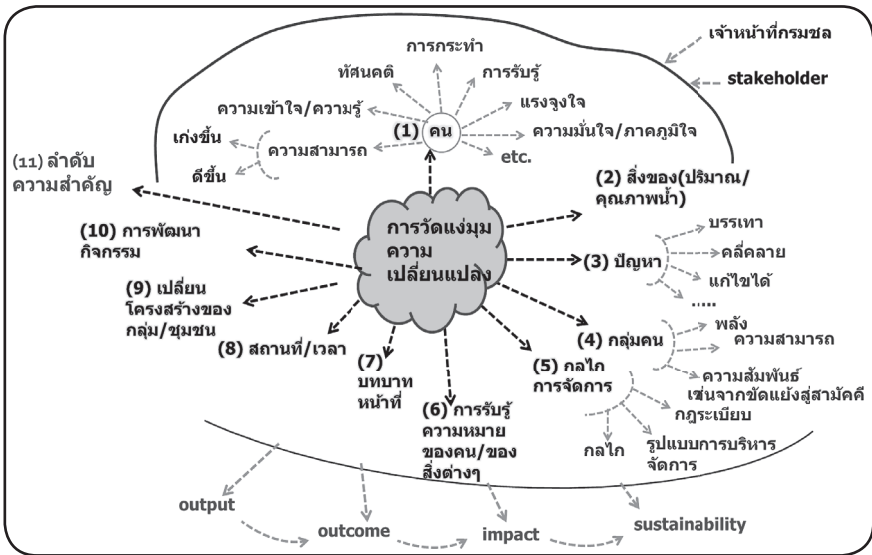 เจ้าหน้าที่กรมชล
stakeholder
การกระทำ
ทัศนคติ
การรับรู้
ความเข้าใจ/ความรู้
แรงจูงใจ
(1) คน
ความมั่นใจ/ภาคภูมิใจ
เก่งขึ้น
ความสามารถ
etc.
ดีขึ้น
(11) ลำดับ
ความสำคัญ
(2) สิ่งของ(ปริมาณ/
คุณภาพน้ำ)
การวัดแง่มุม
ความ
เปลี่ยนแปลง
(10) การพัฒนา
กิจกรรม
(3) ปัญหา
บรรเทา
คลี่คลาย
แก้ไขได้
.....
(9) เปลี่ยน
โครงสร้างของ
กลุ่ม/ชุมชน
(4) กลุ่มคน
พลัง
ความสามารถ
ความสัมพันธ์
เช่นจากขัดแย้งสู่สามัคคี
(8) สถานที่/เวลา
(7)
บทบาท
หน้าที่
(5) กลไก
การจัดการ
กฎระเบียบ
รูปแบบการบริหาร
จัดการ
กลไก
(6) การรับรู้
ความหมาย
ของคน/ของ
สิ่งต่างๆ
output
outcome
impact
sustainability